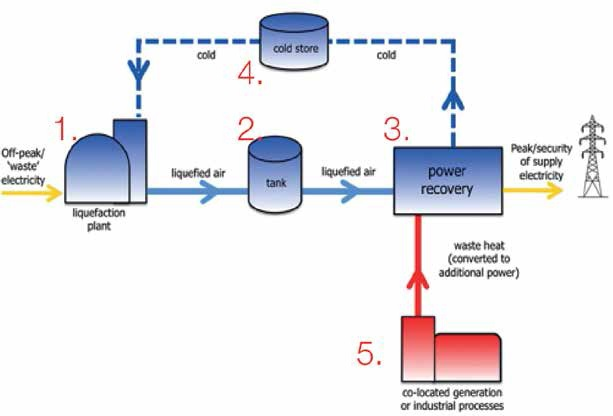 cold store
cold
cold
4.
1.
2.
3.
Off-peak/
'waste'
electricity
liquefied air
tank
liquefied air
power
recovery
Peak/security
of supply
electricity
liquefaction
plant
waste heat
(converted to
additional power)
5.
co-located generation
or industrial processes